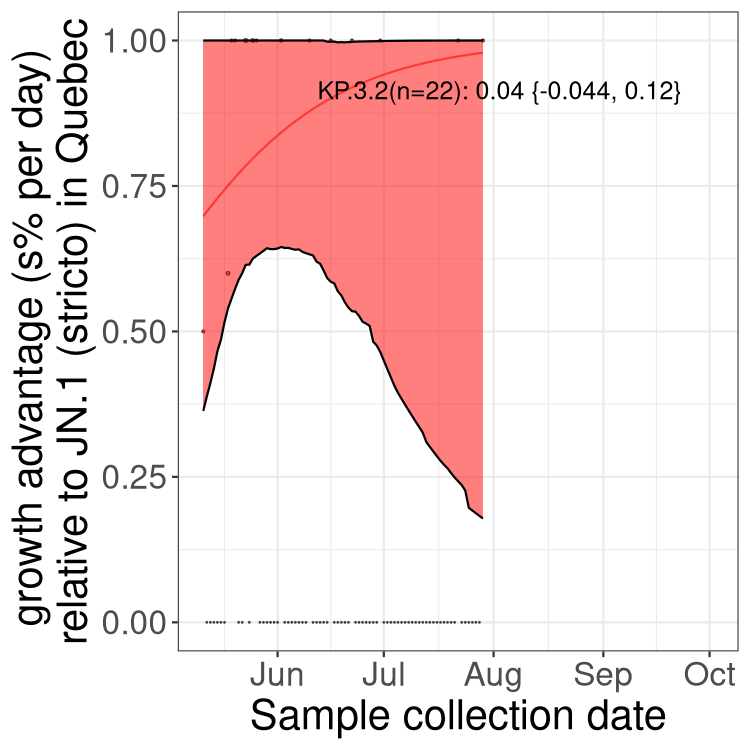 growth advantage (s% per day)
relative to JN.1 (stricto) in Quebec
1.00
0.75
0.50
0.25
0.00
KP.3.2(n=22): 0.04 {-0.044, 0.12}
Jun Jul Aug Sep Oct
Sample collection date